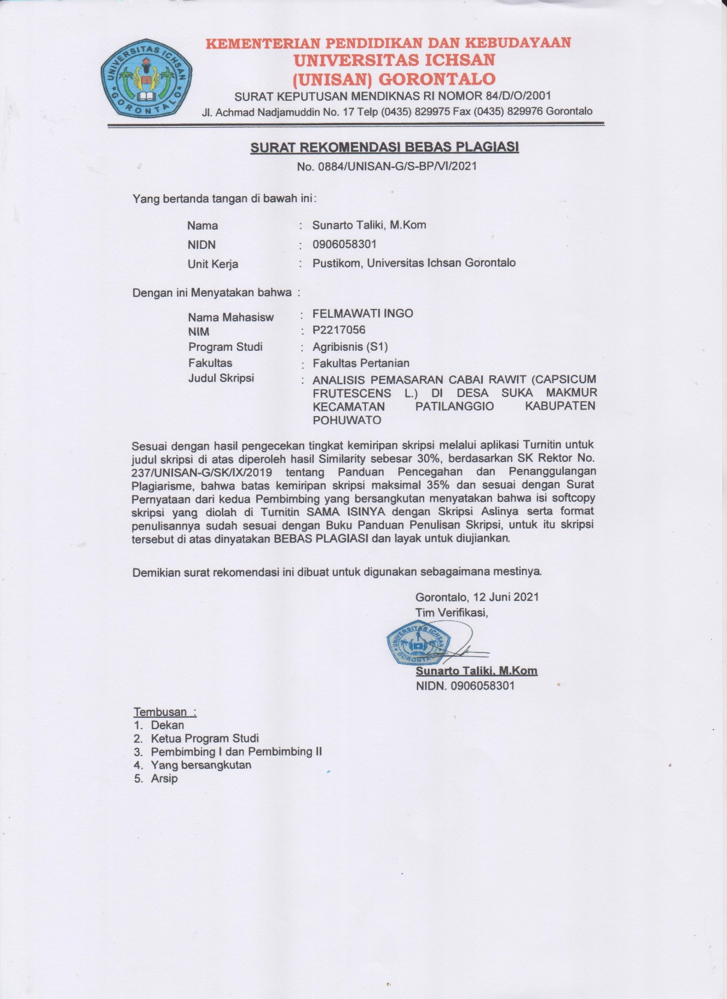 KEMENTERIAN PENDIDIKAN DAN KEBUDAYAAN
UNIVERSITAS ICHSAN
(UNISAN) GORONTALO
SURAT KEPUTUSAN MENDIKNAS RI NOMOR 84/D/O/2001
Jl. Achmad Nadjamuddin No. 17 Telp (0435) 829975 Fax (0435) 829976 Gorontalo
UNIVERSITAS ICHSAN
GORONTALO
SURAT REKOMENDASI BEBAS PLAGIASI
No. 0884/UNISAN-G/S-BP/VI/2021
Yang bertanda tangan di bawah ini :
Nama : Sunarto Taliki, M.Kom
NIDN : 0906058301
Unit Kerja : Pustikom, Universitas Ichsan Gorontalo
Dengan ini Menyatakan bahwa :
Nama Mahasisw : FELMAWATI INGO
NIM : P2217056
Program Studi : Agribisnis (S1)
Fakultas : Fakultas Pertanian
Judul Skripsi : ANALISIS PEMASARAN CABAI RAWIT (CAPSICUM
FRUTESCENS L.) DI DESA SUKA MAKMUR
KECAMATAN PATILANGGIO KABUPATEN
POHUWATO
Sesuai dengan hasil pengecekan tingkat kemiripan skripsi melalui aplikasi Turnitin untuk
judul skripsi di atas diperoleh hasil Similarity sebesar 30%, berdasarkan SK Rektor No.
237/UNISAN-G/SK/IX/2019 tentang Panduan Pencegahan dan Penanggulangan
Plagiarisme, bahwa batas kemiripan skripsi maksimal 35% dan sesuai dengan Surat
Pernyataan dari kedua Pembimbing yang bersangkutan menyatakan bahwa isi softcopy
skripsi yang diolah di Turnitin SAMA ISINYA dengan Skripsi Aslinya serta format
penulisannya sudah sesuai dengan Buku Panduan Penulisan Skripsi, untuk itu skripsi
tersebut di atas dinyatakan BEBAS PLAGIASI dan layak untuk diujiankan.
Demikian surat rekomendasi ini dibuat untuk digunakan sebagaimana mestinya.
Gorontalo, 12 Juni 2021
Tim Verifikasi,
UNIVERSITAS ICHSAN
GORONTALO
Sunarto Taliki, M.Kom
NIDN. 0906058301
Tembusan :
1. Dekan
2. Ketua Program Studi
3. Pembimbing I dan Pembimbing II
4. Yang bersangkutan
5. Arsip